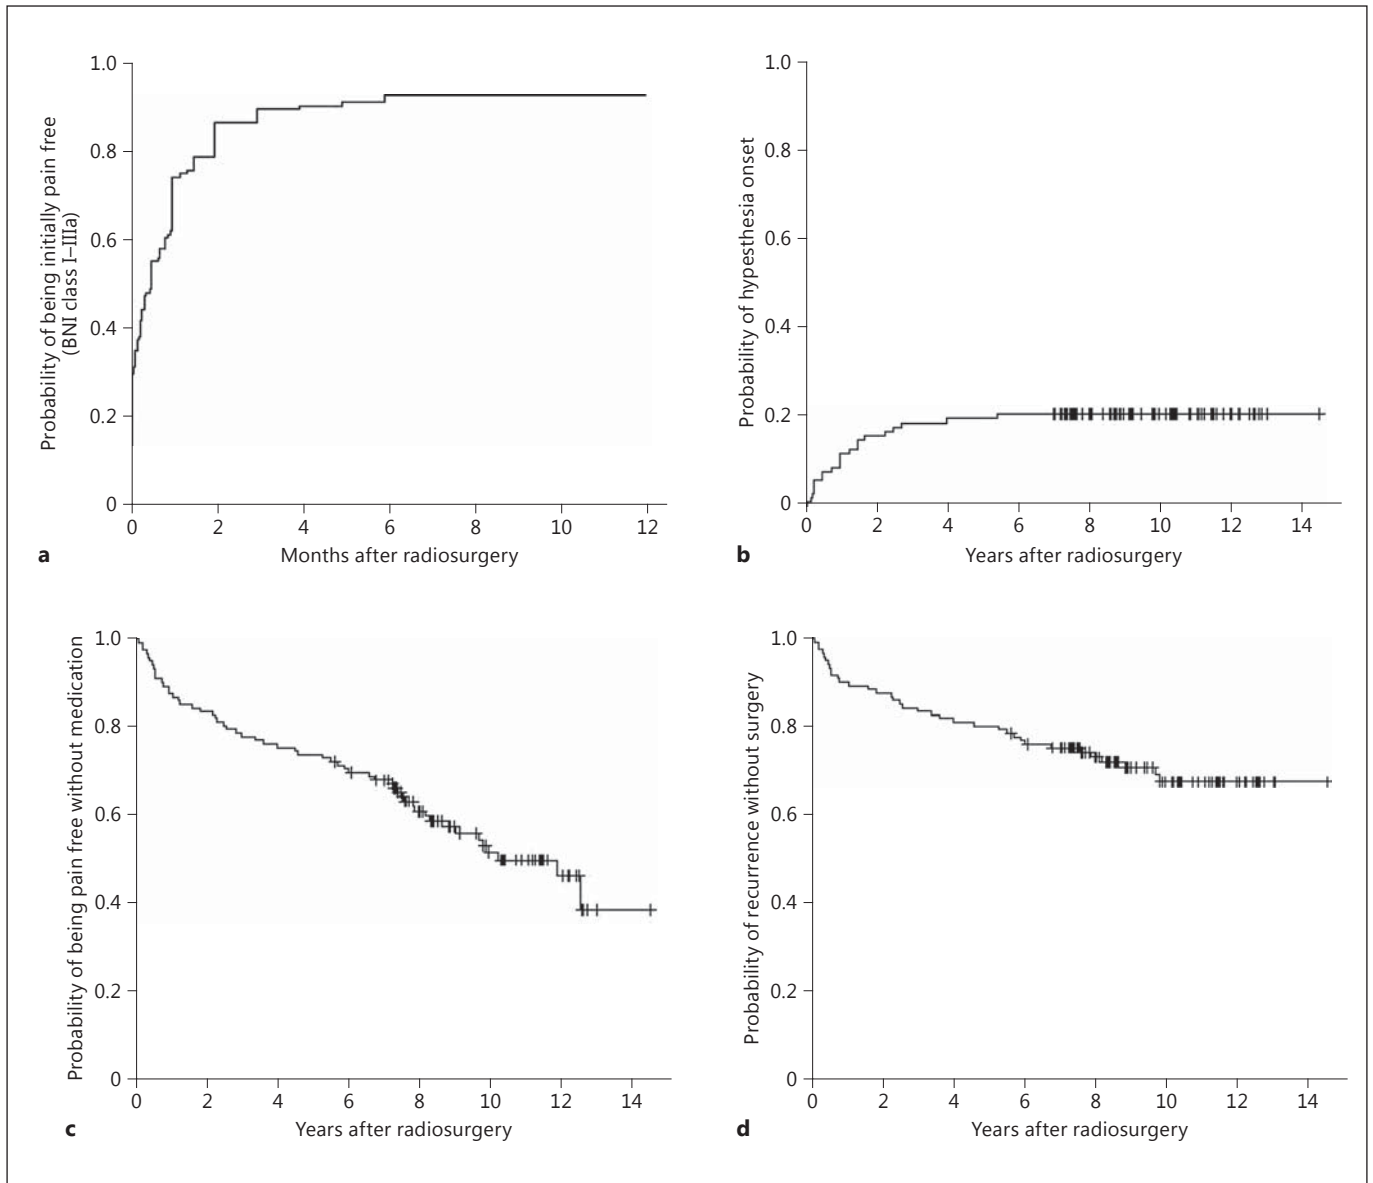 Probability of being initially pain free
(BNI class I–IIIa)
1.0
0.8
0.6
0.4
0.2
0
0 2 4 6 8 10 12
Months after radiosurgery
a
Probability of hypesthesia onset
1.0
0.8
0.6
0.4
0.2
0
0 2 4 6 8 10 12 14
Years after radiosurgery
b
Probability of being pain free without medication
1.0
0.8
0.6
0.4
0.2
0
0 2 4 6 8 10 12 14
Years after radiosurgery
c
Probability of recurrence without surgery
1.0
0.8
0.6
0.4
0.2
0
0 2 4 6 8 10 12 14
Years after radiosurgery
d